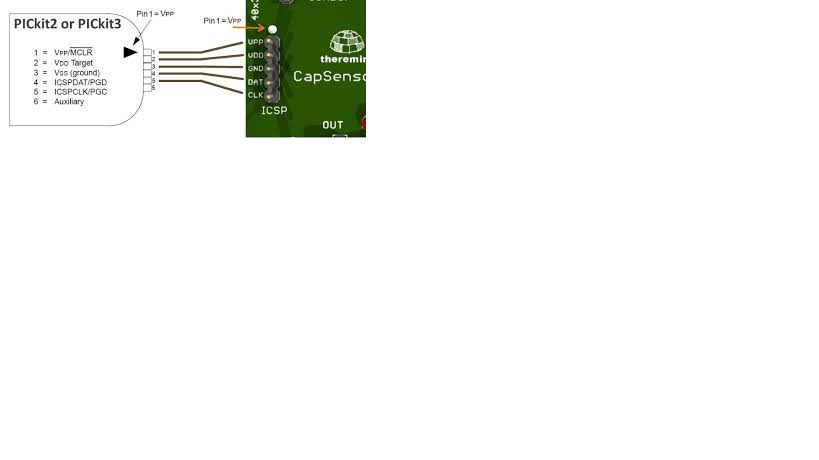 PICkit2 or PICkit3
Pin 1 = VPP
1 = VPP/MCLR
2 = VDD Target
3 = VSS (ground)
4 = ICSPDAT/PGD
5 = ICSPCLK/PGC
6 = Auxiliary
1
2
3
4
5
6
Pin 1 = VPP
VPP
VDD
GND
DAT
CLK
ICSP
theremin
CapSenso
OUT